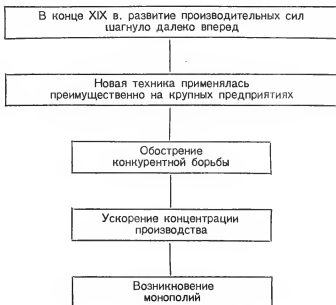 В конце XIX в. развитие производительных сил
шагнуло далеко вперед
Новая техника применялась
преимущественно на крупных предприятиях
Обострение
конкурентной борьбы
Ускорение концентрации
производства
Возникновение
монополий